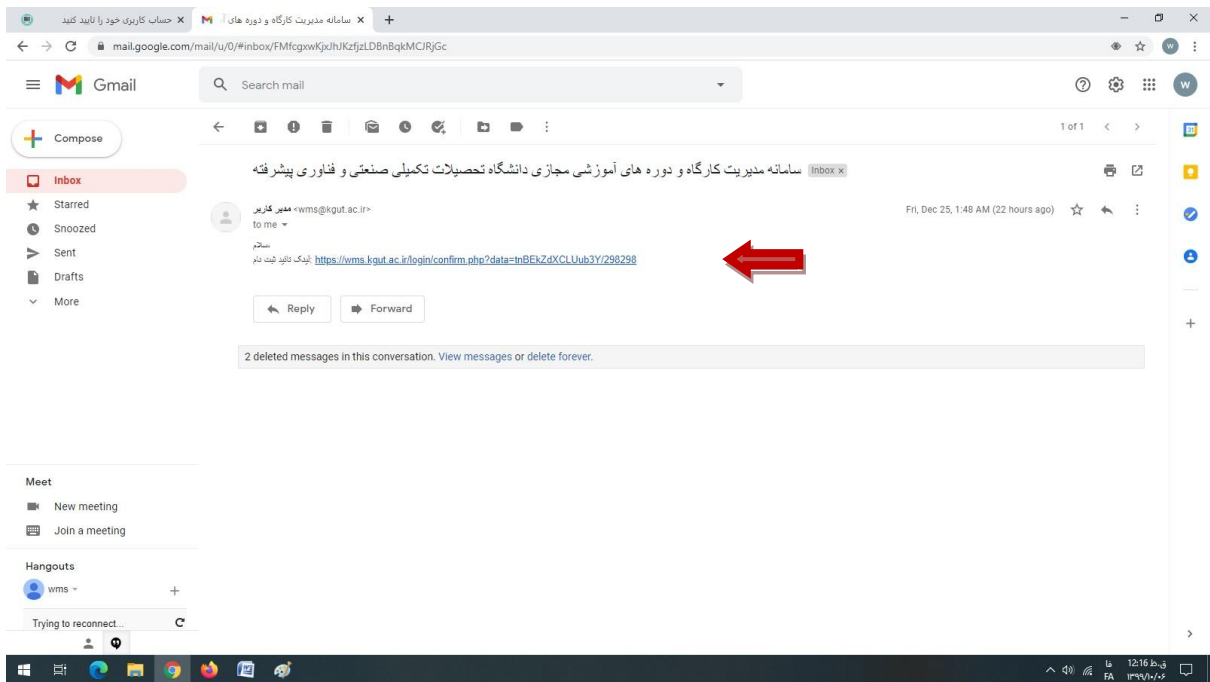 حساب کاربری خود را تایید کنید
سامانه مدیریت کارگاه و دوره های آ
mail.google.com/mail/u/0/#inbox/FMfcgxwKjxJhJKzfjzLDBnBqkMCJRjGc
Gmail
Search mail
W
Compose
1 of 1
Inbox
Starred
Snoozed
Sent
Drafts
More
سامانه مدیریت کارگاه و دوره های آموزشی مجازی دانشگاه تحصیلات تکمیلی صنعتی و فناوری پیشرفته Inbox x
مدیر کاربر <wms@kgut.ac.ir>
Fri, Dec 25, 1:48 AM (22 hours ago)
to me
سلام
لینک تائید ثبت نام: https://wms.kgut.ac.ir/login/confirm.php?data=tnBEkZdXCLUub3Y/298298
Reply
Forward
2 deleted messages in this conversation. View messages or delete forever.
Meet
New meeting
Join a meeting
Hangouts
wms
Trying to reconnect...
فا
FA
12:16 ق.ظ
۱۳۹۹/۱۰/۰۶